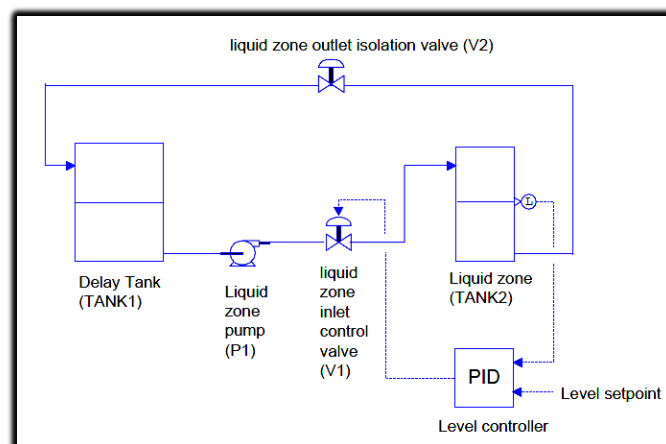 liquid zone outlet isolation valve (V2)
L
Delay Tank
(TANK1)
Liquid
zone
pump
(P1)
liquid
zone
inlet
control
valve
(V1)
Liquid zone
(TANK2)
PID
Level setpoint
Level controller